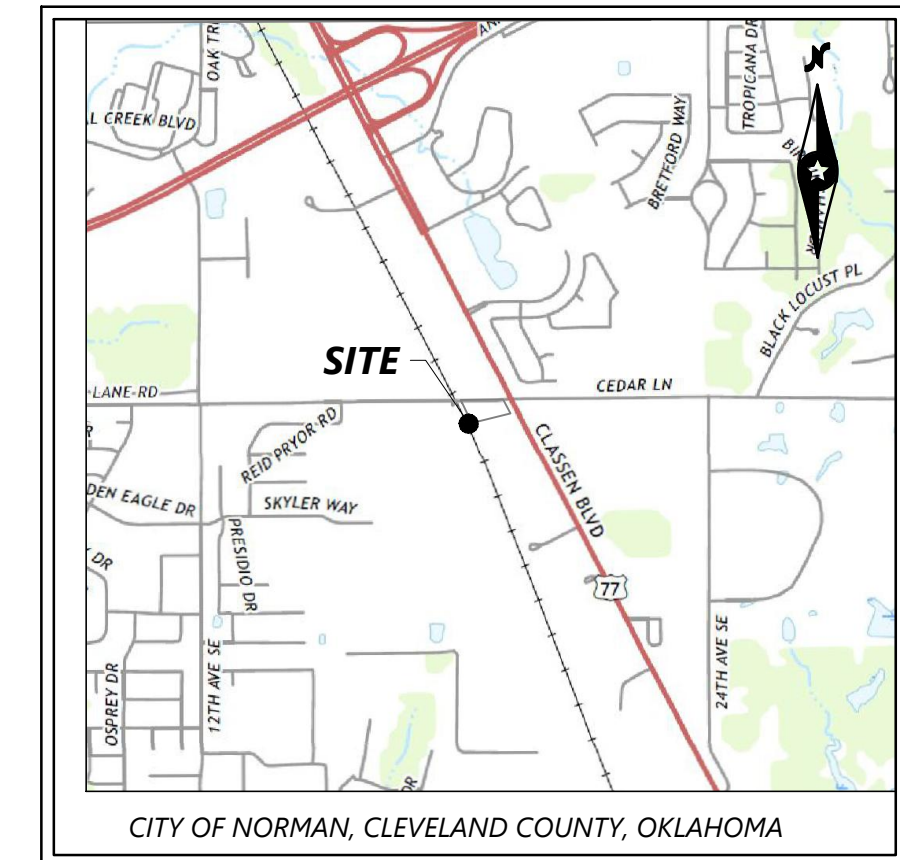 OAK TR
AN
TROPICANA DR
N
L CREEK BLVD
BRETFORD WAY
BLACK LOCUST PL
SITE
CEDAR LN
LANE-RD
REID PRYOR RD
CLASSEN BLVD
DEN EAGLE DR
SKYLER WAY
DR
PRESIDIO DR
77
OSPREY DR
12TH AVE SE
24TH AVE SE
DR
CITY OF NORMAN, CLEVELAND COUNTY, OKLAHOMA